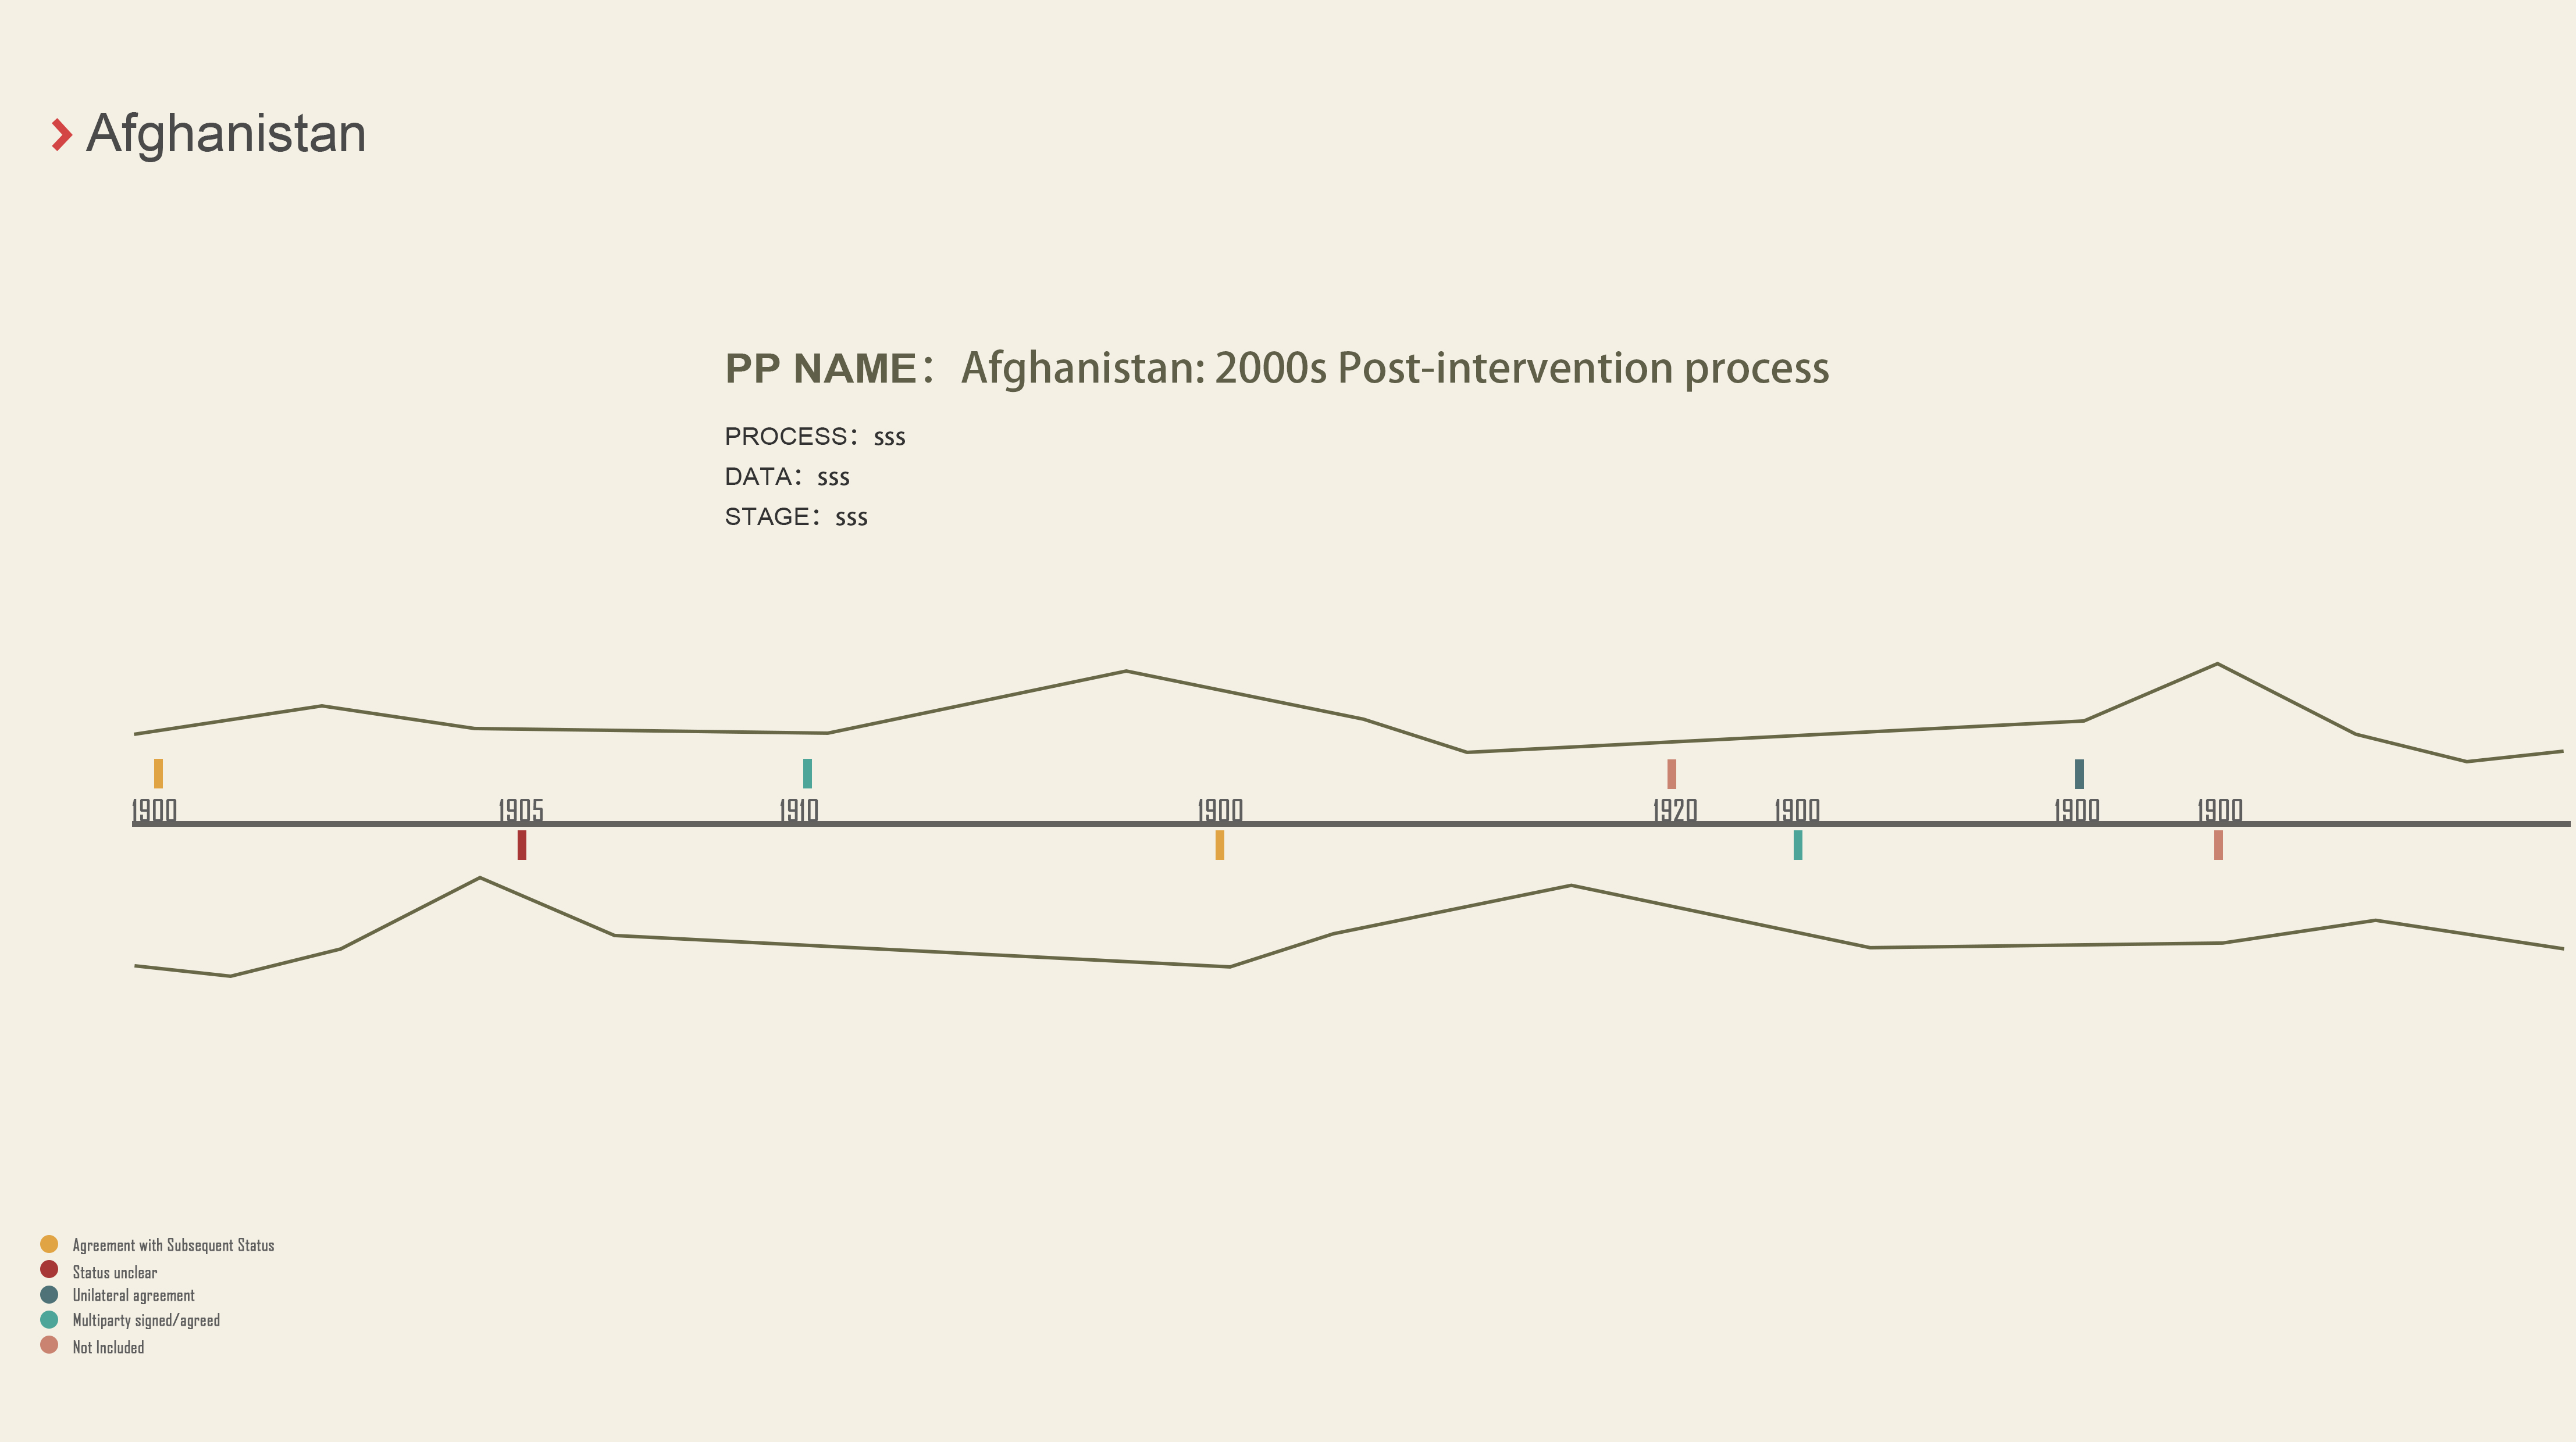 Afghanistan
PP NAME： Afghanistan: 2000s Post-intervention process
PROCESS：sss
DATA：sss
STAGE：sss
1900 1905 1910 1900 1920 1900 1900 1900
Agreement with Subsequent Status
Status unclear
Unilateral agreement
Multiparty signed/agreed
Not Included